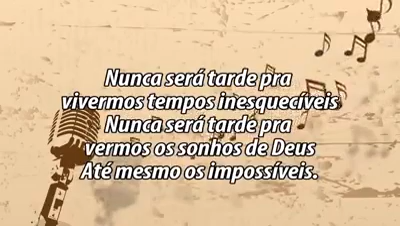 Nunca será tarde pra
vivermos tempos inesquecíveis
Nunca será tarde pra
vermos os sonhos de Deus
Até mesmo os impossíveis.